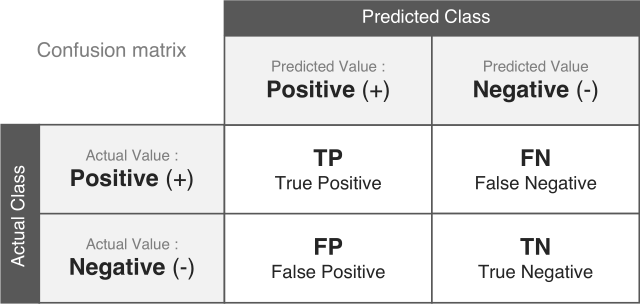 Predicted Class
Confusion matrix
Predicted Value :
Positive (+)
Predicted Value
Negative (-)
Actual Class
Actual Value :
Positive (+)
TP
True Positive
FN
False Negative
Actual Value :
Negative (-)
FP
False Positive
TN
True Negative